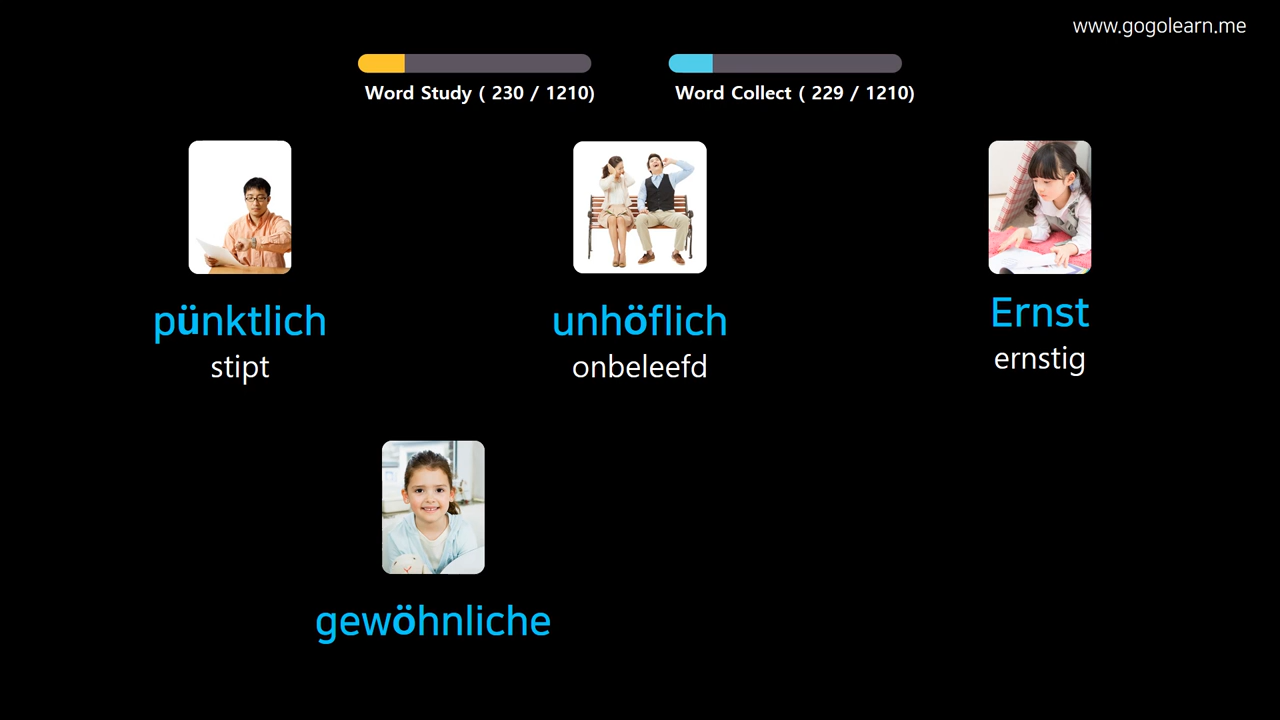 www.gogolearn.me
Word Study ( 230 / 1210)
Word Collect ( 229 / 1210)
pünktlich
stipt
unhöflich
onbeleefd
Ernst
ernstig
gewöhnliche